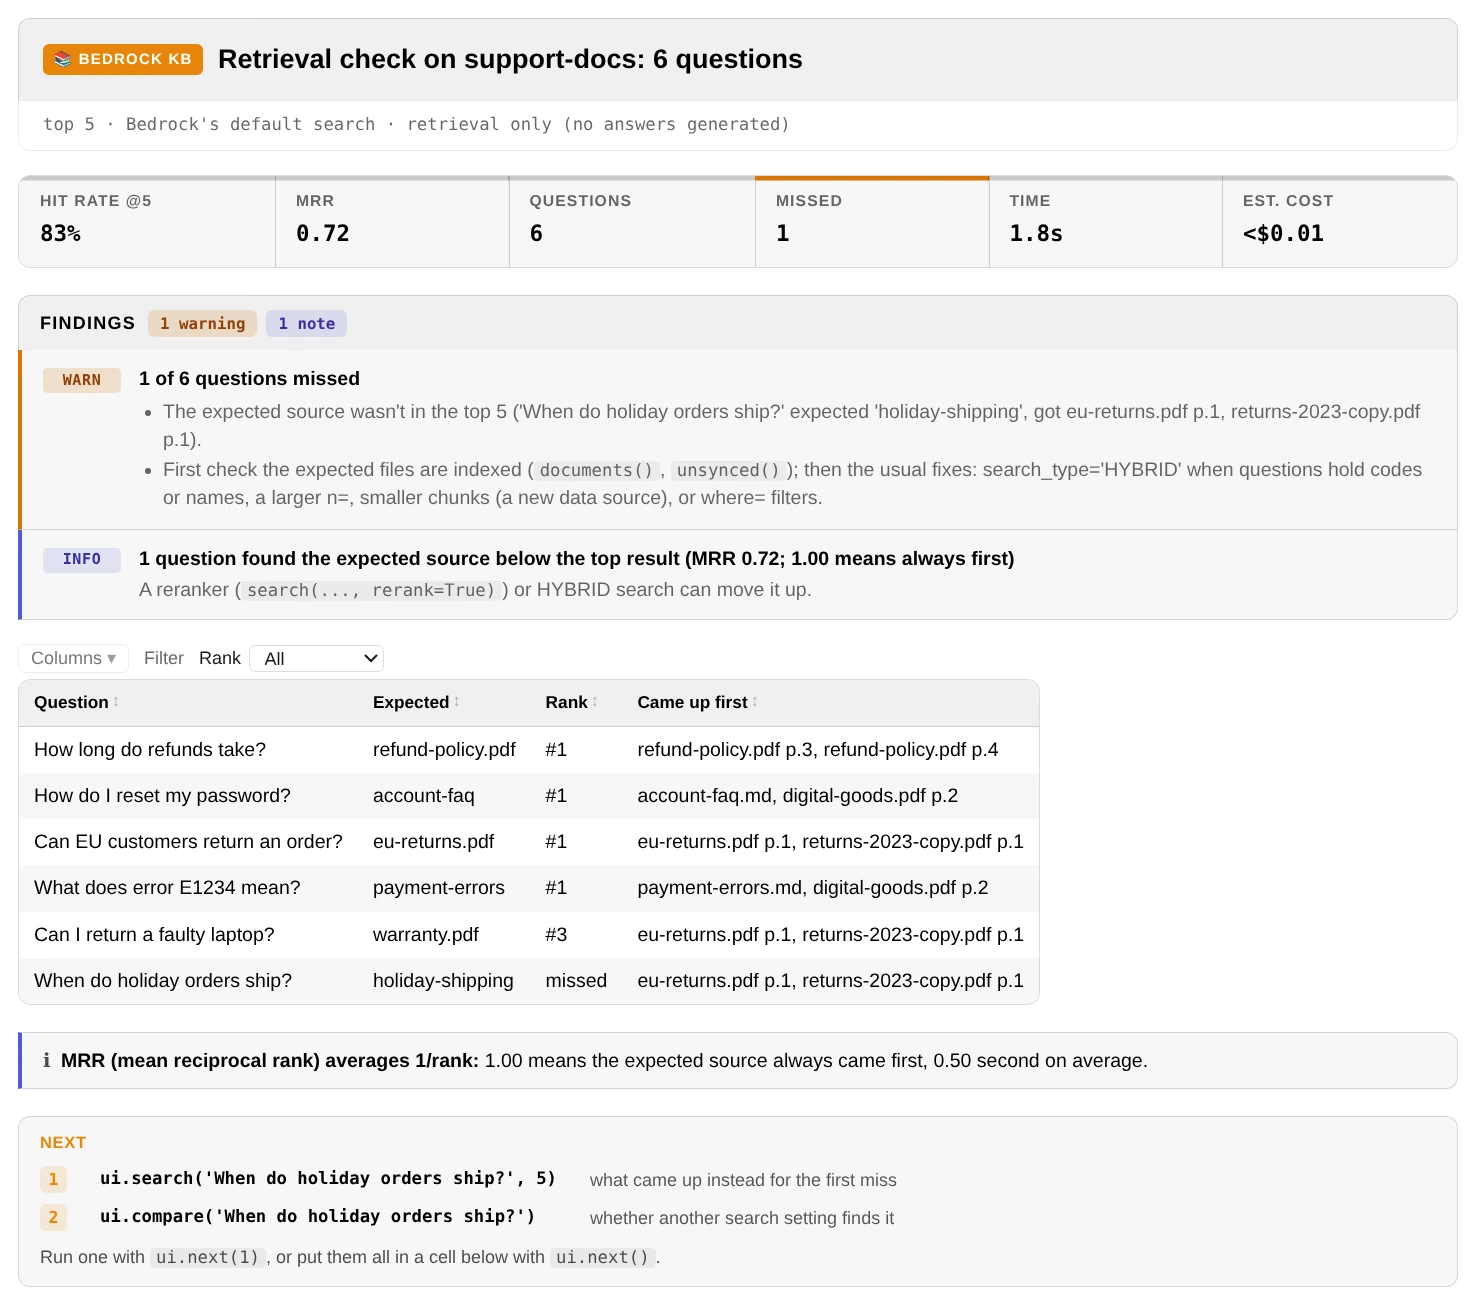 📚 BEDROCK KB Retrieval check on support-docs: 6 questions
top 5 · Bedrock's default search · retrieval only (no answers generated)
HIT RATE @5 MRR QUESTIONS MISSED TIME EST. COST
83% 0.72 6 1 1.8s <$0.01
FINDINGS 1 warning 1 note
WARN 1 of 6 questions missed
• The expected source wasn't in the top 5 ('When do holiday orders ship?' expected 'holiday-shipping', got eu-returns.pdf p.1, returns-2023-copy.pdf
p.1).
• First check the expected files are indexed (documents(), unsynced()); then the usual fixes: search_type='HYBRID' when questions hold codes
or names, a larger n=, smaller chunks (a new data source), or where= filters.
INFO 1 question found the expected source below the top result (MRR 0.72; 1.00 means always first)
A reranker (search(..., rerank=True)) or HYBRID search can move it up.
Columns ▾ Filter Rank All
Question ↕ Expected ↕ Rank ↕ Came up first ↕
How long do refunds take? refund-policy.pdf #1 refund-policy.pdf p.3, refund-policy.pdf p.4
How do I reset my password? account-faq #1 account-faq.md, digital-goods.pdf p.2
Can EU customers return an order? eu-returns.pdf #1 eu-returns.pdf p.1, returns-2023-copy.pdf p.1
What does error E1234 mean? payment-errors #1 payment-errors.md, digital-goods.pdf p.2
Can I return a faulty laptop? warranty.pdf #3 eu-returns.pdf p.1, returns-2023-copy.pdf p.1
When do holiday orders ship? holiday-shipping missed eu-returns.pdf p.1, returns-2023-copy.pdf p.1
ℹ MRR (mean reciprocal rank) averages 1/rank: 1.00 means the expected source always came first, 0.50 second on average.
NEXT
1 ui.search('When do holiday orders ship?', 5) what came up instead for the first miss
2 ui.compare('When do holiday orders ship?') whether another search setting finds it
Run one with ui.next(1), or put them all in a cell below with ui.next().